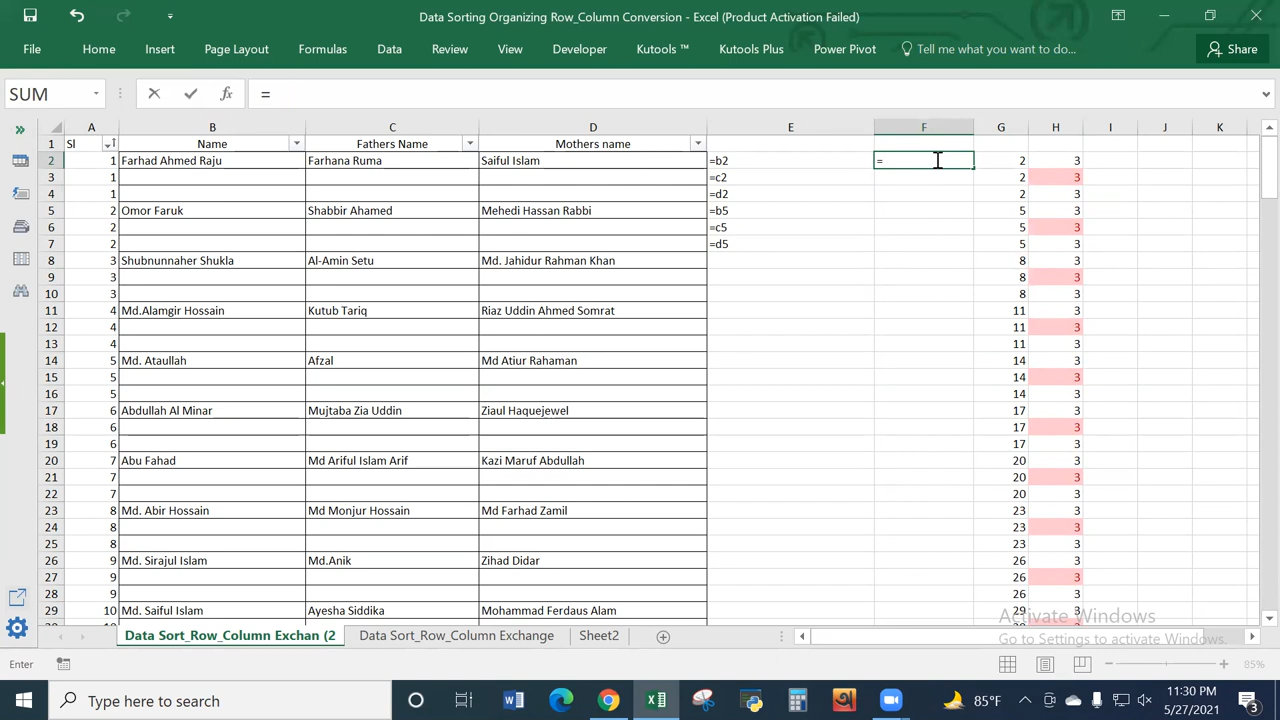 Data Sorting Organizing Row_Column Conversion - Excel (Product Activation Failed)
File Home Insert Page Layout Formulas Data Review View Developer Kutools ™ Kutools Plus Power Pivot Tell me what you want to do... Share
SUM fx =
A B C D E F G H I J K
1 Sl Name Fathers Name Mothers name
2 1 Farhad Ahmed Raju Farhana Ruma Saiful Islam =b2 = 2 3
3 1 =c2 2 3
4 1 =d2 2 3
5 2 Omor Faruk Shabbir Ahamed Mehedi Hassan Rabbi =b5 5 3
6 2 =c5 5 3
7 2 =d5 5 3
8 3 Shubnunnaher Shukla Al-Amin Setu Md. Jahidur Rahman Khan 8 3
9 3 8 3
10 3 8 3
11 4 Md.Alamgir Hossain Kutub Tariq Riaz Uddin Ahmed Somrat 11 3
12 4 11 3
13 4 11 3
14 5 Md. Ataullah Afzal Md Atiur Rahaman 14 3
15 5 14 3
16 5 14 3
17 6 Abdullah Al Minar Mujtaba Zia Uddin Ziaul Haquejewel 17 3
18 6 17 3
19 6 17 3
20 7 Abu Fahad Md Ariful Islam Arif Kazi Maruf Abdullah 20 3
21 7 20 3
22 7 20 3
23 8 Md. Abir Hossain Md Monjur Hossain Md Farhad Zamil 23 3
24 8 23 3
25 8 23 3
26 9 Md. Sirajul Islam Md.Anik Zihad Didar 26 3
27 9 26 3
28 9 26 3
29 10 Md. Saiful Islam Ayesha Siddika Mohammad Ferdaus Alam 29 3
Activate Windows
Go to Settings to activate Windows.
Data Sort_Row_Column Exchan (2 Data Sort_Row_Column Exchange Sheet2
Enter 85%
Type here to search 85°F 11:30 PM
5/27/2021 3